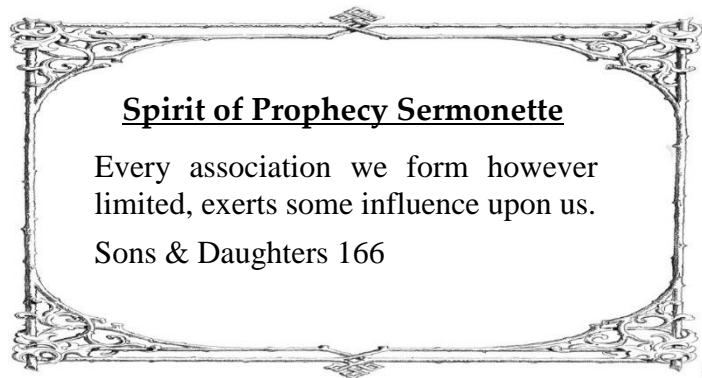 Spirit of Prophecy Sermonette
Every association we form however
limited, exerts some influence upon us.
Sons & Daughters 166